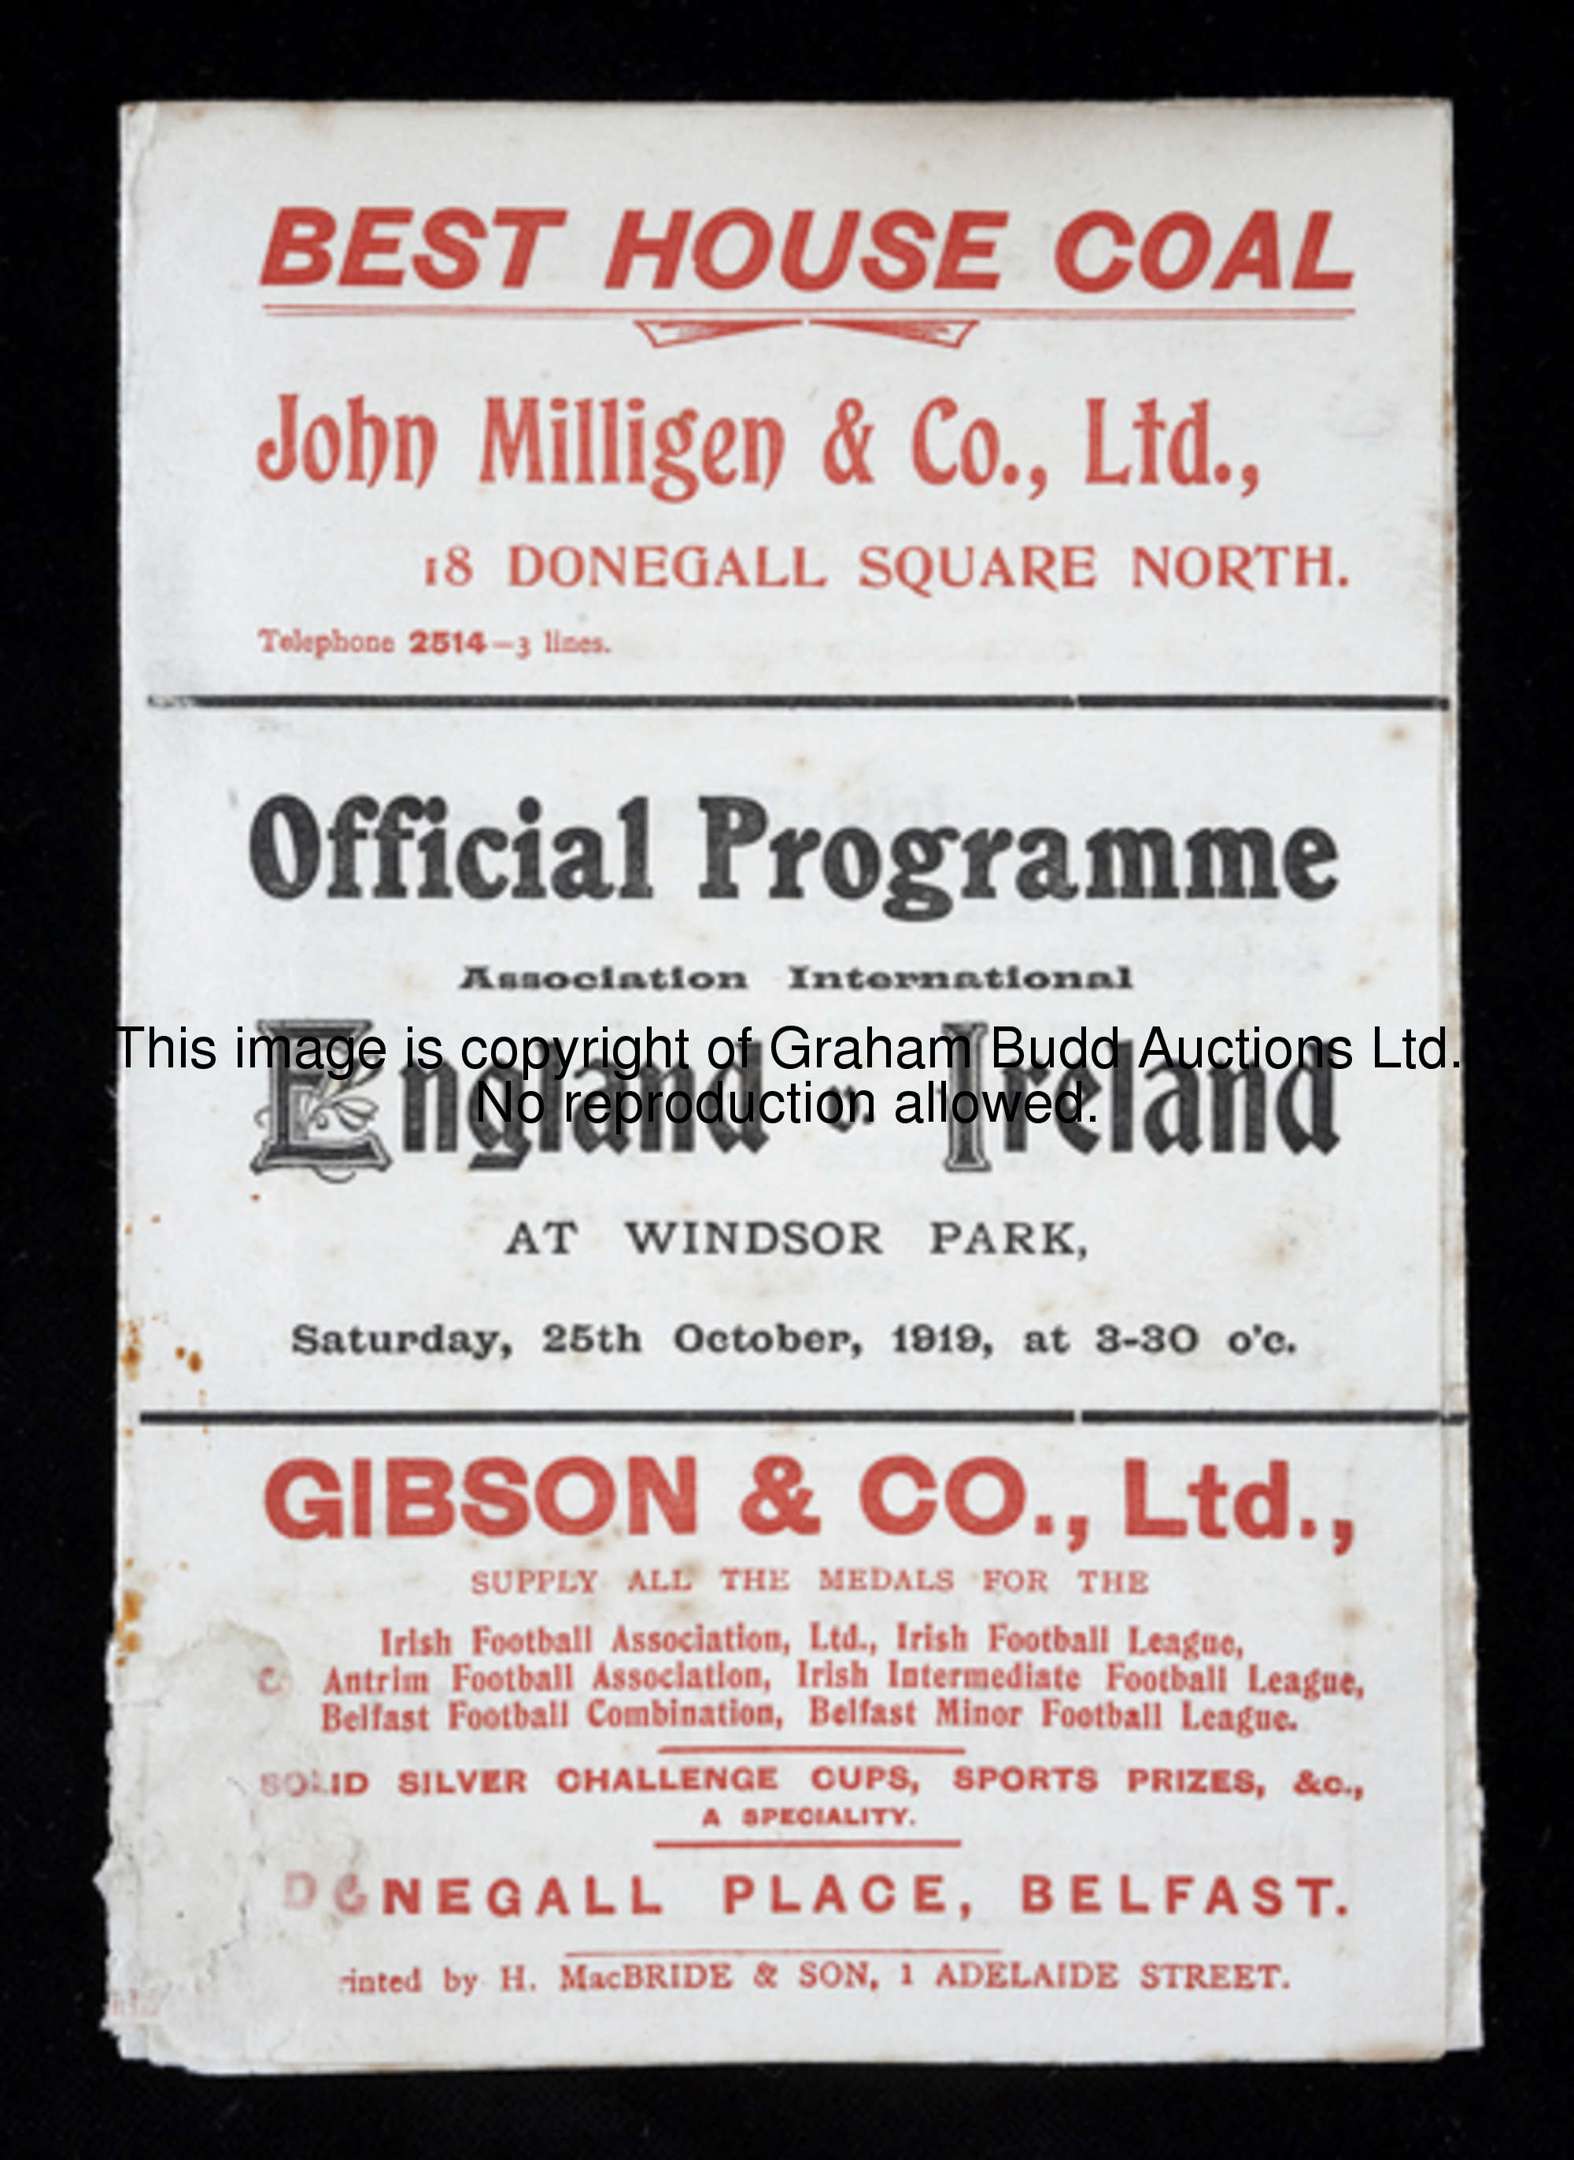 BEST HOUSE COAL
John Milligen & Co., Ltd.,
18 DONEGALL SQUARE NORTH.
Telephone 2514–3 lines.
Official Programme
Association International
This image is copyright of Graham Budd Auctions Ltd.
England v. Ireland
No reproduction allowed.
AT WINDSOR PARK,
Saturday, 25th October, 1919, at 3-30 o'c.
GIBSON & CO., Ltd.,
SUPPLY ALL THE MEDALS FOR THE
Irish Football Association, Ltd., Irish Football League,
C Antrim Football Association, Irish Intermediate Football League,
Belfast Football Combination, Belfast Minor Football League.
SOLID SILVER CHALLENGE CUPS, SPORTS PRIZES, &c.,
A SPECIALITY.
DONEGALL PLACE, BELFAST.
rinted by H. MacBRIDE & SON, 1 ADELAIDE STREET.